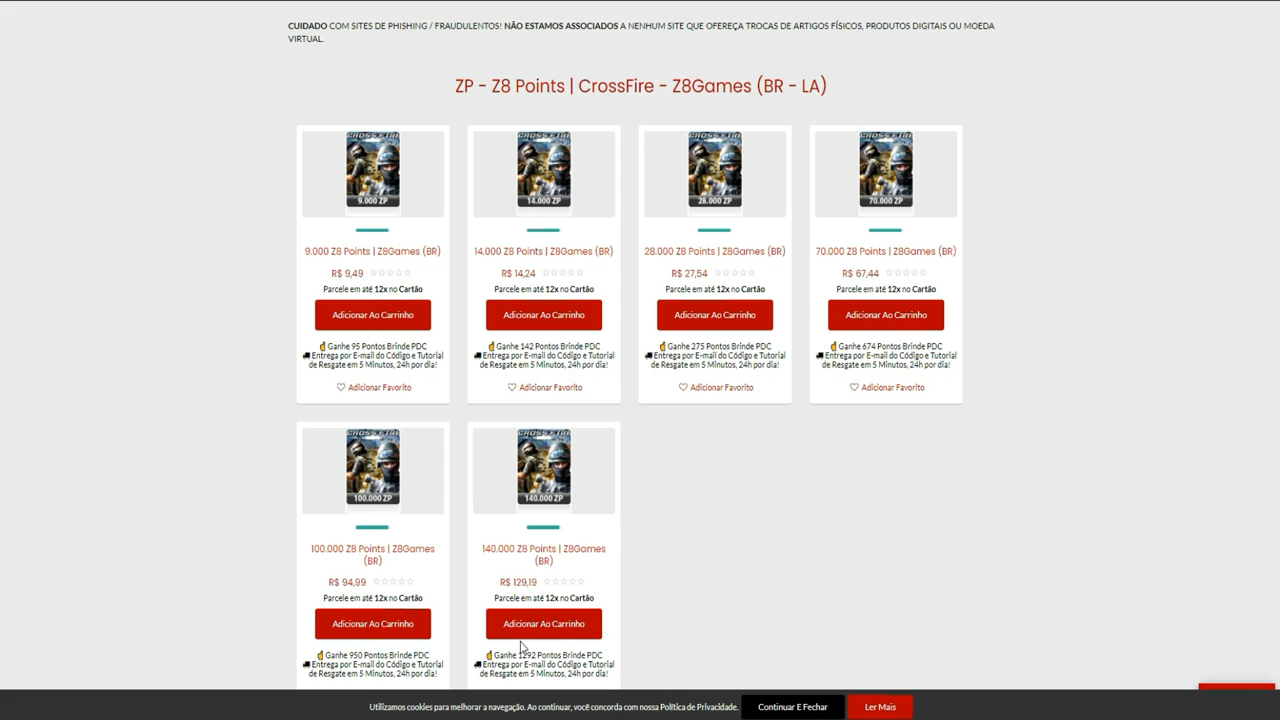 CUIDADO COM SITES DE PHISHING / FRAUDULENTOS! NÃO ESTAMOS ASSOCIADOS A NENHUM SITE QUE OFEREÇA TROCAS DE ARTIGOS FÍSICOS, PRODUTOS DIGITAIS OU MOEDA
VIRTUAL.
ZP - Z8 Points | CrossFire - Z8Games (BR - LA)
CROSS FIRE
9.000 ZP
9.000 Z8 Points | Z8Games (BR)
R$ 9,49
Parcele em até 12x no Cartão
Adicionar Ao Carrinho
Ganhe 95 Pontos Brinde PDC
Entrega por E-mail do Código e Tutorial
de Resgate em 5 Minutos, 24h por dia!
Adicionar Favorito
CROSS FIRE
14.000 ZP
14.000 Z8 Points | Z8Games (BR)
R$ 14,24
Parcele em até 12x no Cartão
Adicionar Ao Carrinho
Ganhe 142 Pontos Brinde PDC
Entrega por E-mail do Código e Tutorial
de Resgate em 5 Minutos, 24h por dia!
Adicionar Favorito
CROSS FIRE
28.000 ZP
28.000 Z8 Points | Z8Games (BR)
R$ 27,54
Parcele em até 12x no Cartão
Adicionar Ao Carrinho
Ganhe 275 Pontos Brinde PDC
Entrega por E-mail do Código e Tutorial
de Resgate em 5 Minutos, 24h por dia!
Adicionar Favorito
CROSS FIRE
70.000 ZP
70.000 Z8 Points | Z8Games (BR)
R$ 67,44
Parcele em até 12x no Cartão
Adicionar Ao Carrinho
Ganhe 674 Pontos Brinde PDC
Entrega por E-mail do Código e Tutorial
de Resgate em 5 Minutos, 24h por dia!
Adicionar Favorito
CROSS FIRE
100.000 ZP
100.000 Z8 Points | Z8Games
(BR)
R$ 94,99
Parcele em até 12x no Cartão
Adicionar Ao Carrinho
Ganhe 950 Pontos Brinde PDC
Entrega por E-mail do Código e Tutorial
de Resgate em 5 Minutos, 24h por dia!
CROSS FIRE
140.000 ZP
140.000 Z8 Points | Z8Games
(BR)
R$ 129,19
Parcele em até 12x no Cartão
Adicionar Ao Carrinho
Ganhe 1292 Pontos Brinde PDC
Entrega por E-mail do Código e Tutorial
de Resgate em 5 Minutos, 24h por dia!
Utilizamos cookies para melhorar a navegação. Ao continuar, você concorda com nossa Política de Privacidade.
Continuar E Fechar
Ler Mais